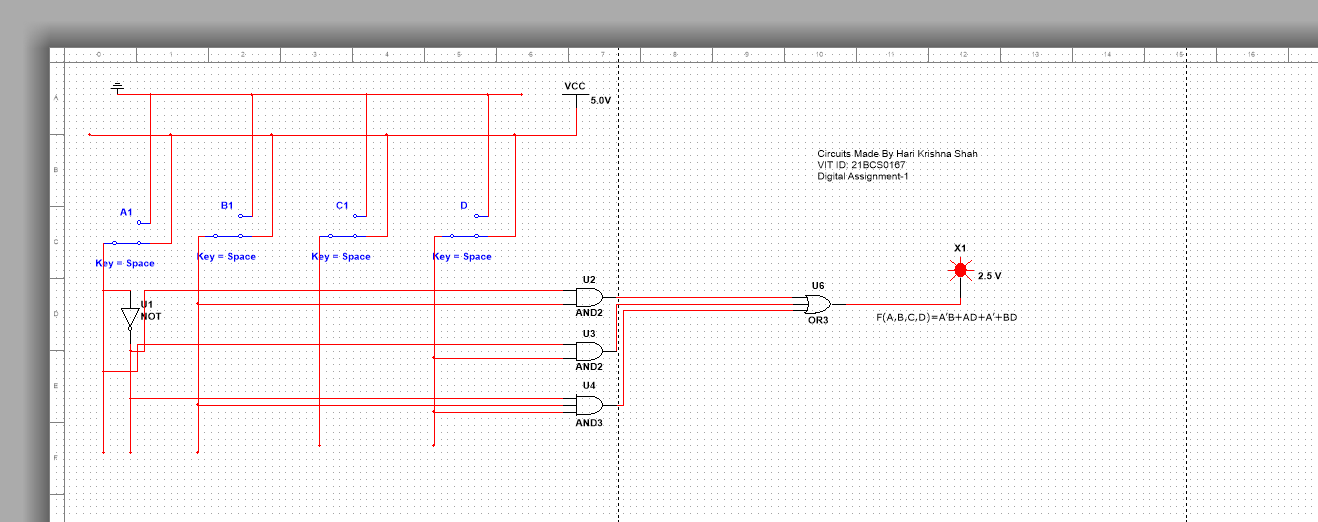 0 1 2 3 4 5 6 7 8 9 10 11 12 13 14 15 16
A
VCC
5.0V
B
Circuits Made By Hari Krishna Shah
VIT ID: 21BCS0167
Digital Assignment-1
A1
B1
C1
D
C
Key = Space
Key = Space
Key = Space
Key = Space
X1
2.5 V
U2
AND2
U6
OR3
D
U1
NOT
F(A,B,C,D)=A'B+AD+A'+BD
U3
AND2
E
U4
AND3
F